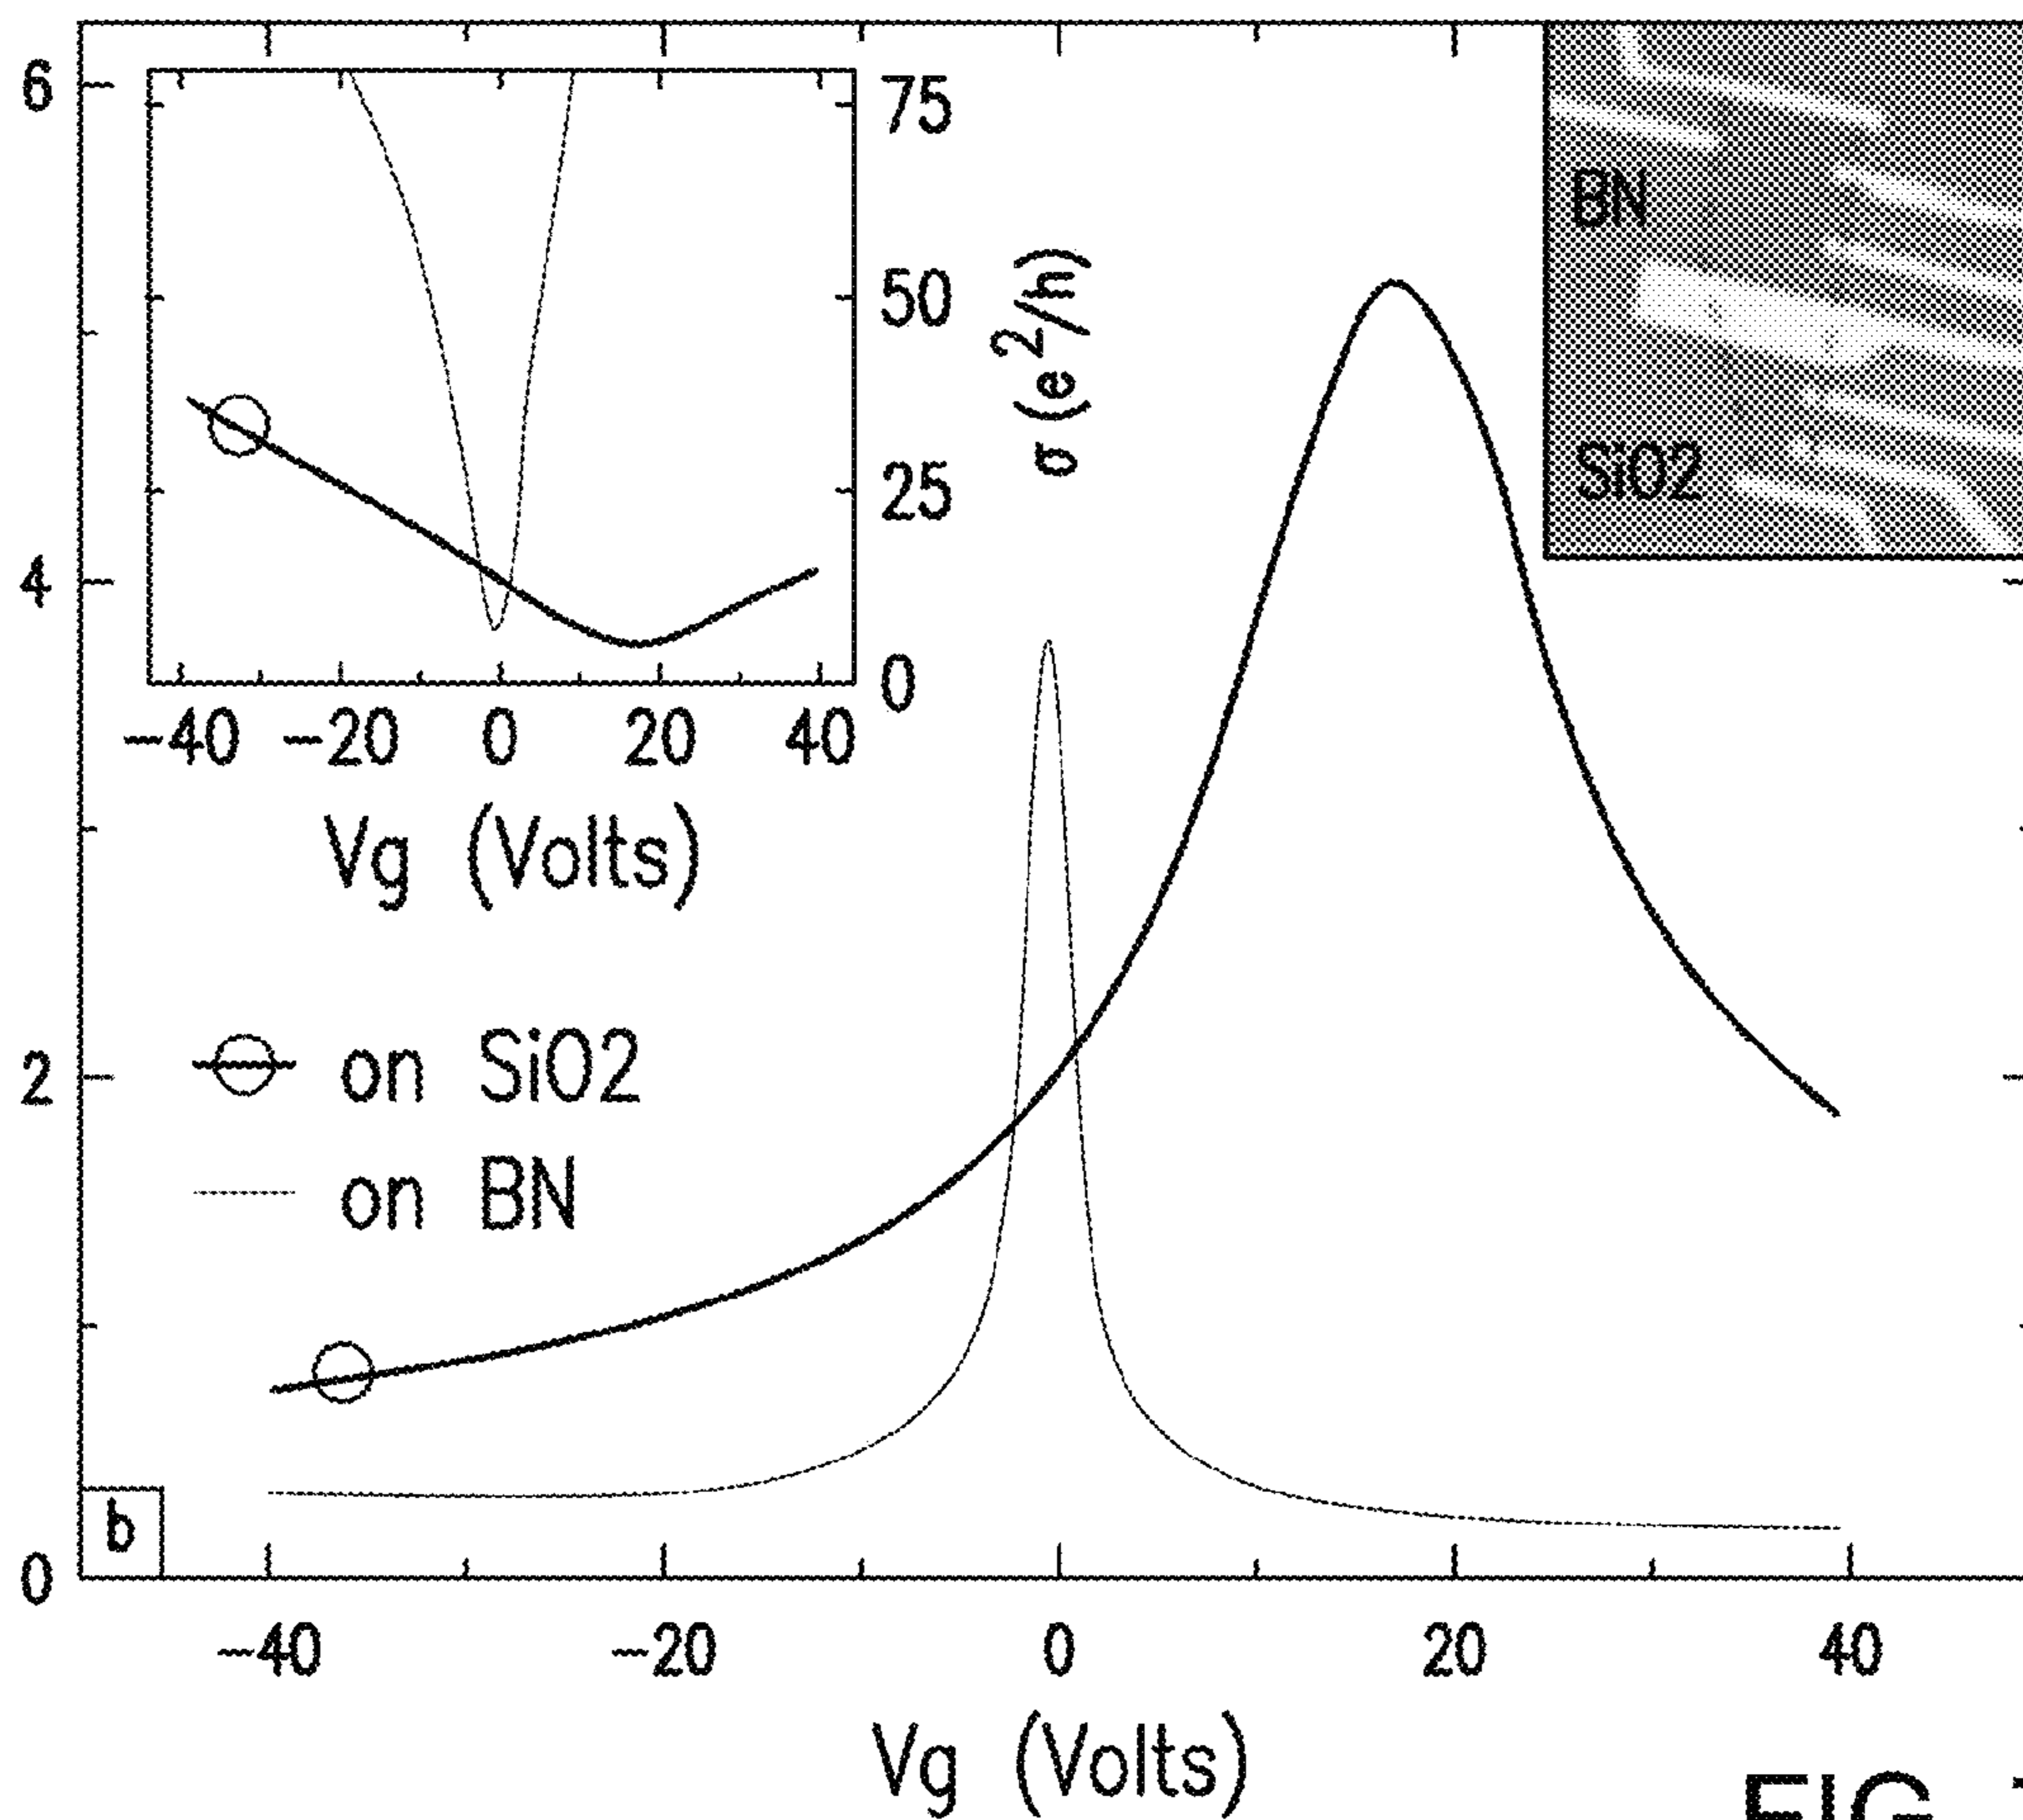 6
4
2
0
75
50
25
0
σ (e²/h)
-40 -20 0 20 40
Vg (Volts)
on SiO2
on BN
BN
SiO2
b
-40 -20 0 20 40
Vg (Volts)
FIG.